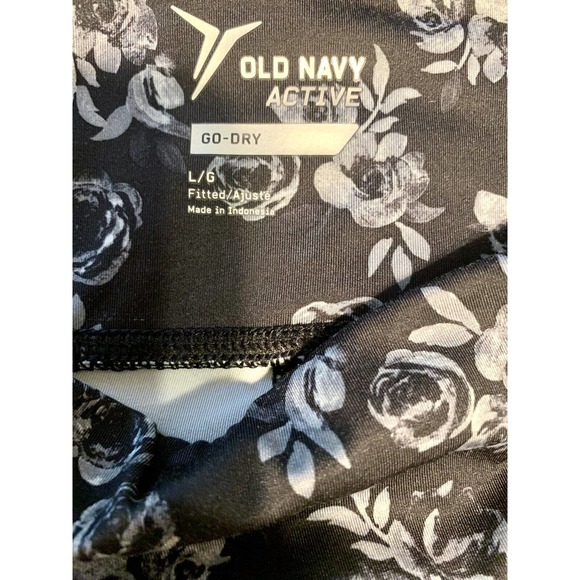 OLD NAVY
ACTIVE
GO-DRY
L/G
Fitted/Ajusté
Made in Indonesia